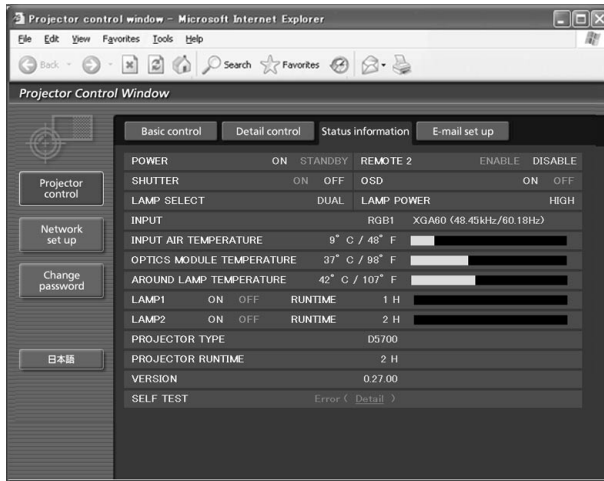 Projector control window - Microsoft Internet Explorer
File Edit View Favorites Tools Help
Back Search Favorites
Projector Control Window
Basic control Detail control Status information E-mail set up
POWER ON STANDBY REMOTE 2 ENABLE DISABLE
SHUTTER ON OFF OSD ON OFF
LAMP SELECT DUAL LAMP POWER HIGH
INPUT RGB1 XGA60 (48.45kHz/60.18Hz)
INPUT AIR TEMPERATURE 9° C / 48° F
OPTICS MODULE TEMPERATURE 37° C / 98° F
AROUND LAMP TEMPERATURE 42° C / 107° F
LAMP1 ON OFF RUNTIME 1 H
LAMP2 ON OFF RUNTIME 2 H
PROJECTOR TYPE D5700
PROJECTOR RUNTIME 2 H
VERSION 0.27.00
SELF TEST Error ( Detail )
Projector
control
Network
set up
Change
password
日本語